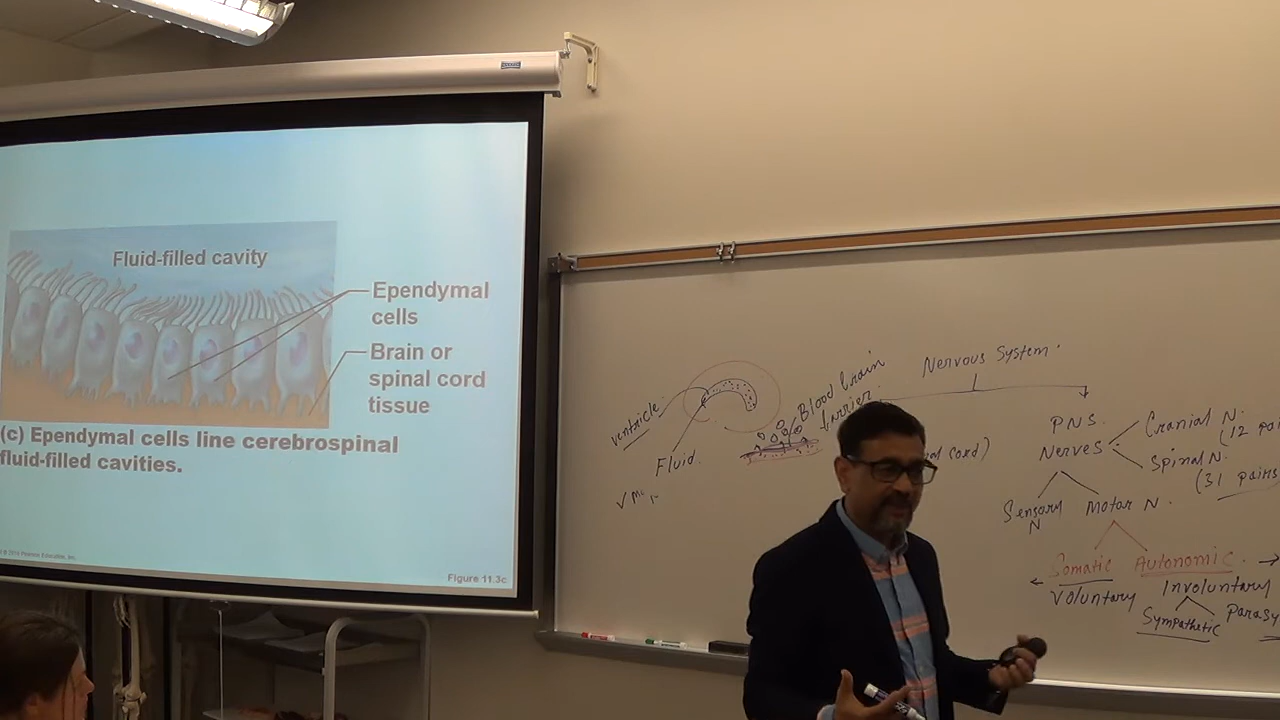 Fluid-filled cavity
Ependymal
cells
Brain or
spinal cord
tissue
(c) Ependymal cells line cerebrospinal
fluid-filled cavities.
Figure 11.3c
ventricle
Fluid
Blood brain
barrier
Nervous System
cord)
PNS
Nerves
Cranial N.
(12
Spinal N.
(31 pairs
Sensory
N
Motor N.
Somatic Autonomic
Voluntary Involuntary
Sympathetic